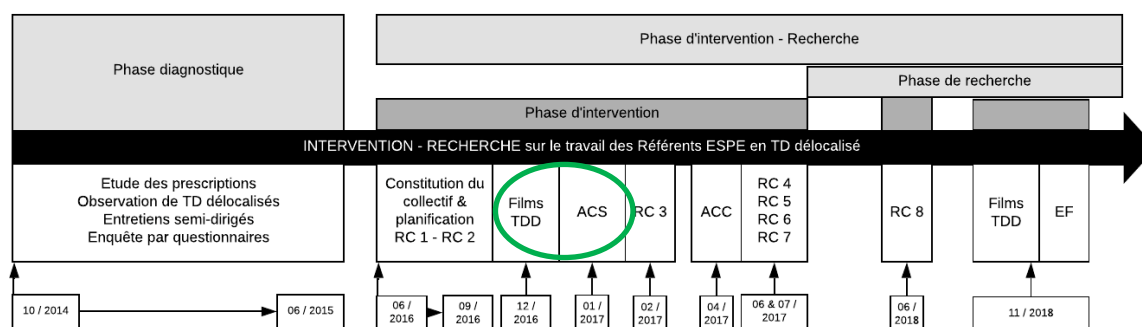 Phase d'intervention - Recherche
Phase diagnostique
Phase de recherche
Phase d'intervention
INTERVENTION - RECHERCHE sur le travail des Référents ESPE en TD délocalisé
Etude des prescriptions
Observation de TD délocalisés
Entretiens semi-dirigés
Enquête par questionnaires
Constitution du
collectif &
planification
RC 1 - RC 2
Films
TDD
ACS
RC 3
ACC
RC 4
RC 5
RC 6
RC 7
RC 8
Films
TDD
EF
10 / 2014
06 / 2015
06 /
2016
09 /
2016
12 /
2016
01 /
2017
02 /
2017
04 /
2017
06 & 07 /
2017
06 /
2018
11 / 2018